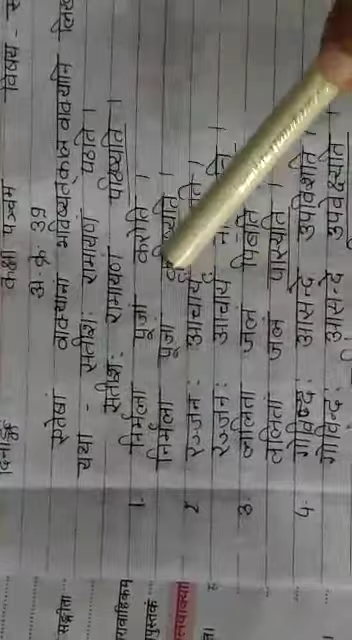 दिनाङ्क
कक्षा पञ्चम विषय - स
अ. कृ. 39
एतेषां वाक्यानां भविष्यत्काल वाक्यानि लिख
यथा - सतीशः रामायणं पठति ।
सतीशः रामायणं पठिष्यति ।
1. निर्मला पूजां करोति ।
निर्मला पूजां ष्यति ।
2 रञ्जनः आचार्यं ति ।
रञ्जनः आचार्यं
3. ललिता जलं पिबति
ललिता जलं पास्यति ।
4. गोविन्दः आसन्दे उपविशति ।
गोविन्दः आसन्दे उपवेक्ष्यति ।
सङ्गीता
रावाहिकम्
पुस्तकं